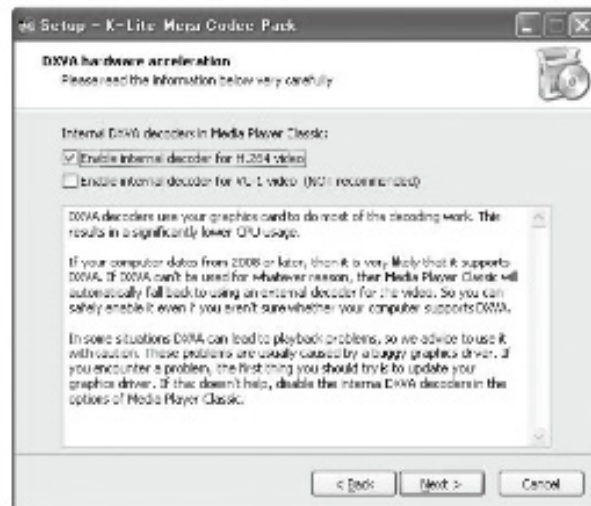 Setup - K-Lite Mega Codec Pack
DXVA hardware acceleration
Please read the information below very carefully
Internal DXVA decoders in Media Player Classic:
Enable internal decoder for H.264 video
Enable internal decoder for VC-1 video (NOT recommended)
DXVA decoders use your graphics card to do most of the decoding work. This
results in a significantly lower CPU usage.
If your computer dates from 2008 or later, then it is very likely that it supports
DXVA. If DXVA can't be used for whatever reason, then Media Player Classic will
automatically fall back to using an external decoder for the video. So you can
safely enable it even if you aren't sure whether your computer supports DXVA.
In some situations DXVA can lead to playback problems, so we advice to use it
with caution. These problems are usually caused by a buggy graphics driver. If
you encounter a problem, the first thing you should try is to update your
graphics driver. If that doesn't help, disable the internal DXVA decoders in the
options of Media Player Classic.
< Back
Next >
Cancel